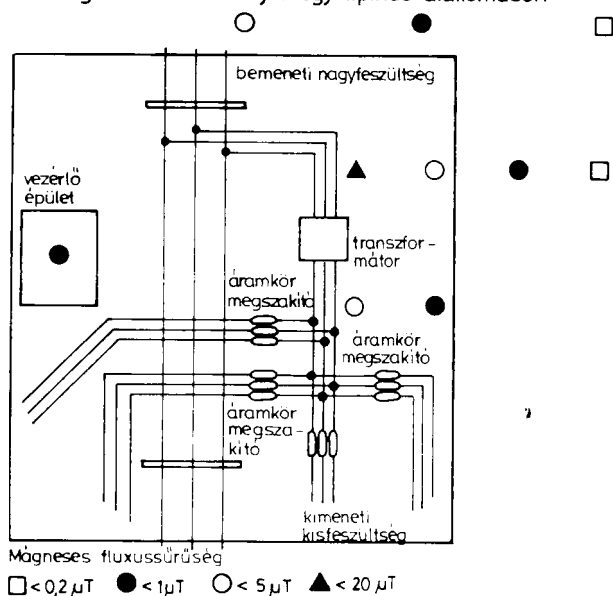 bemeneti nagyfeszültség
vezérlő
épület
transzfor-
mátor
áramkör
megszakító
áramkör
megszakító
áramkör
megsza-
kító
kimeneti
kisfeszültség
Mágneses fluxussűrűség
< 0,2 µT < 1µT < 5 µT < 20 µT